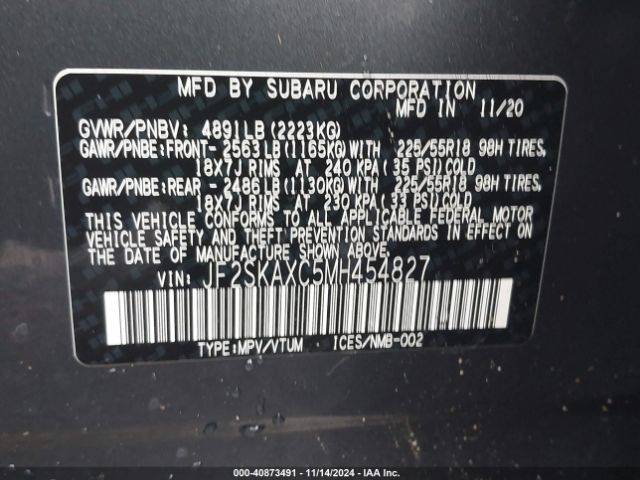 MFD BY SUBARU CORPORATION
MFD IN 11/20
GVWR/PNBV: 4891LB(2223KG)
GAWR/PNBE:FRONT-2563LB(1165KG)WITH 225/55R18 98H TIRES,
18X7J RIMS AT 240 KPA(35 PSI)COLD
GAWR/PNBE:REAR -2486LB(1130KG)WITH 225/55R18 98H TIRES,
18X7J RIMS AT 230 KPA(33 PSI)COLD
THIS VEHICLE CONFORMS TO ALL APPLICABLE FEDERAL MOTOR
VEHICLE SAFETY AND THEFT PREVENTION STANDARDS IN EFFECT
ON THE DATE OF MANUFACTURE SHOWN ABOVE.
VIN: JF2SKAXC5MH454827
TYPE:MPV/VTUM ICES/NMB-002
000-40873491 - 11/14/2024 - IAA Inc.